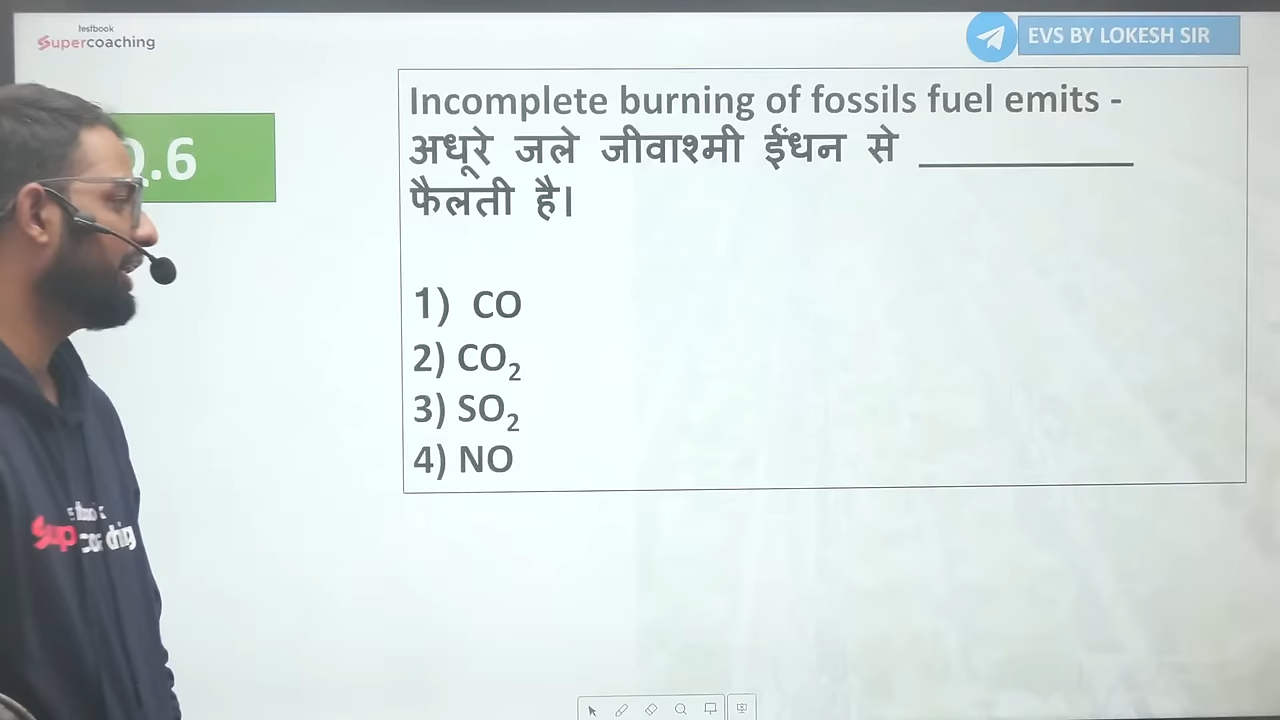 testbook
Supercoaching
EVS BY LOKESH SIR
Q.6
Incomplete burning of fossils fuel emits -
अधूरे जले जीवाश्मी ईंधन से ____________
फैलती है।
1) CO
2) CO₂
3) SO₂
4) NO